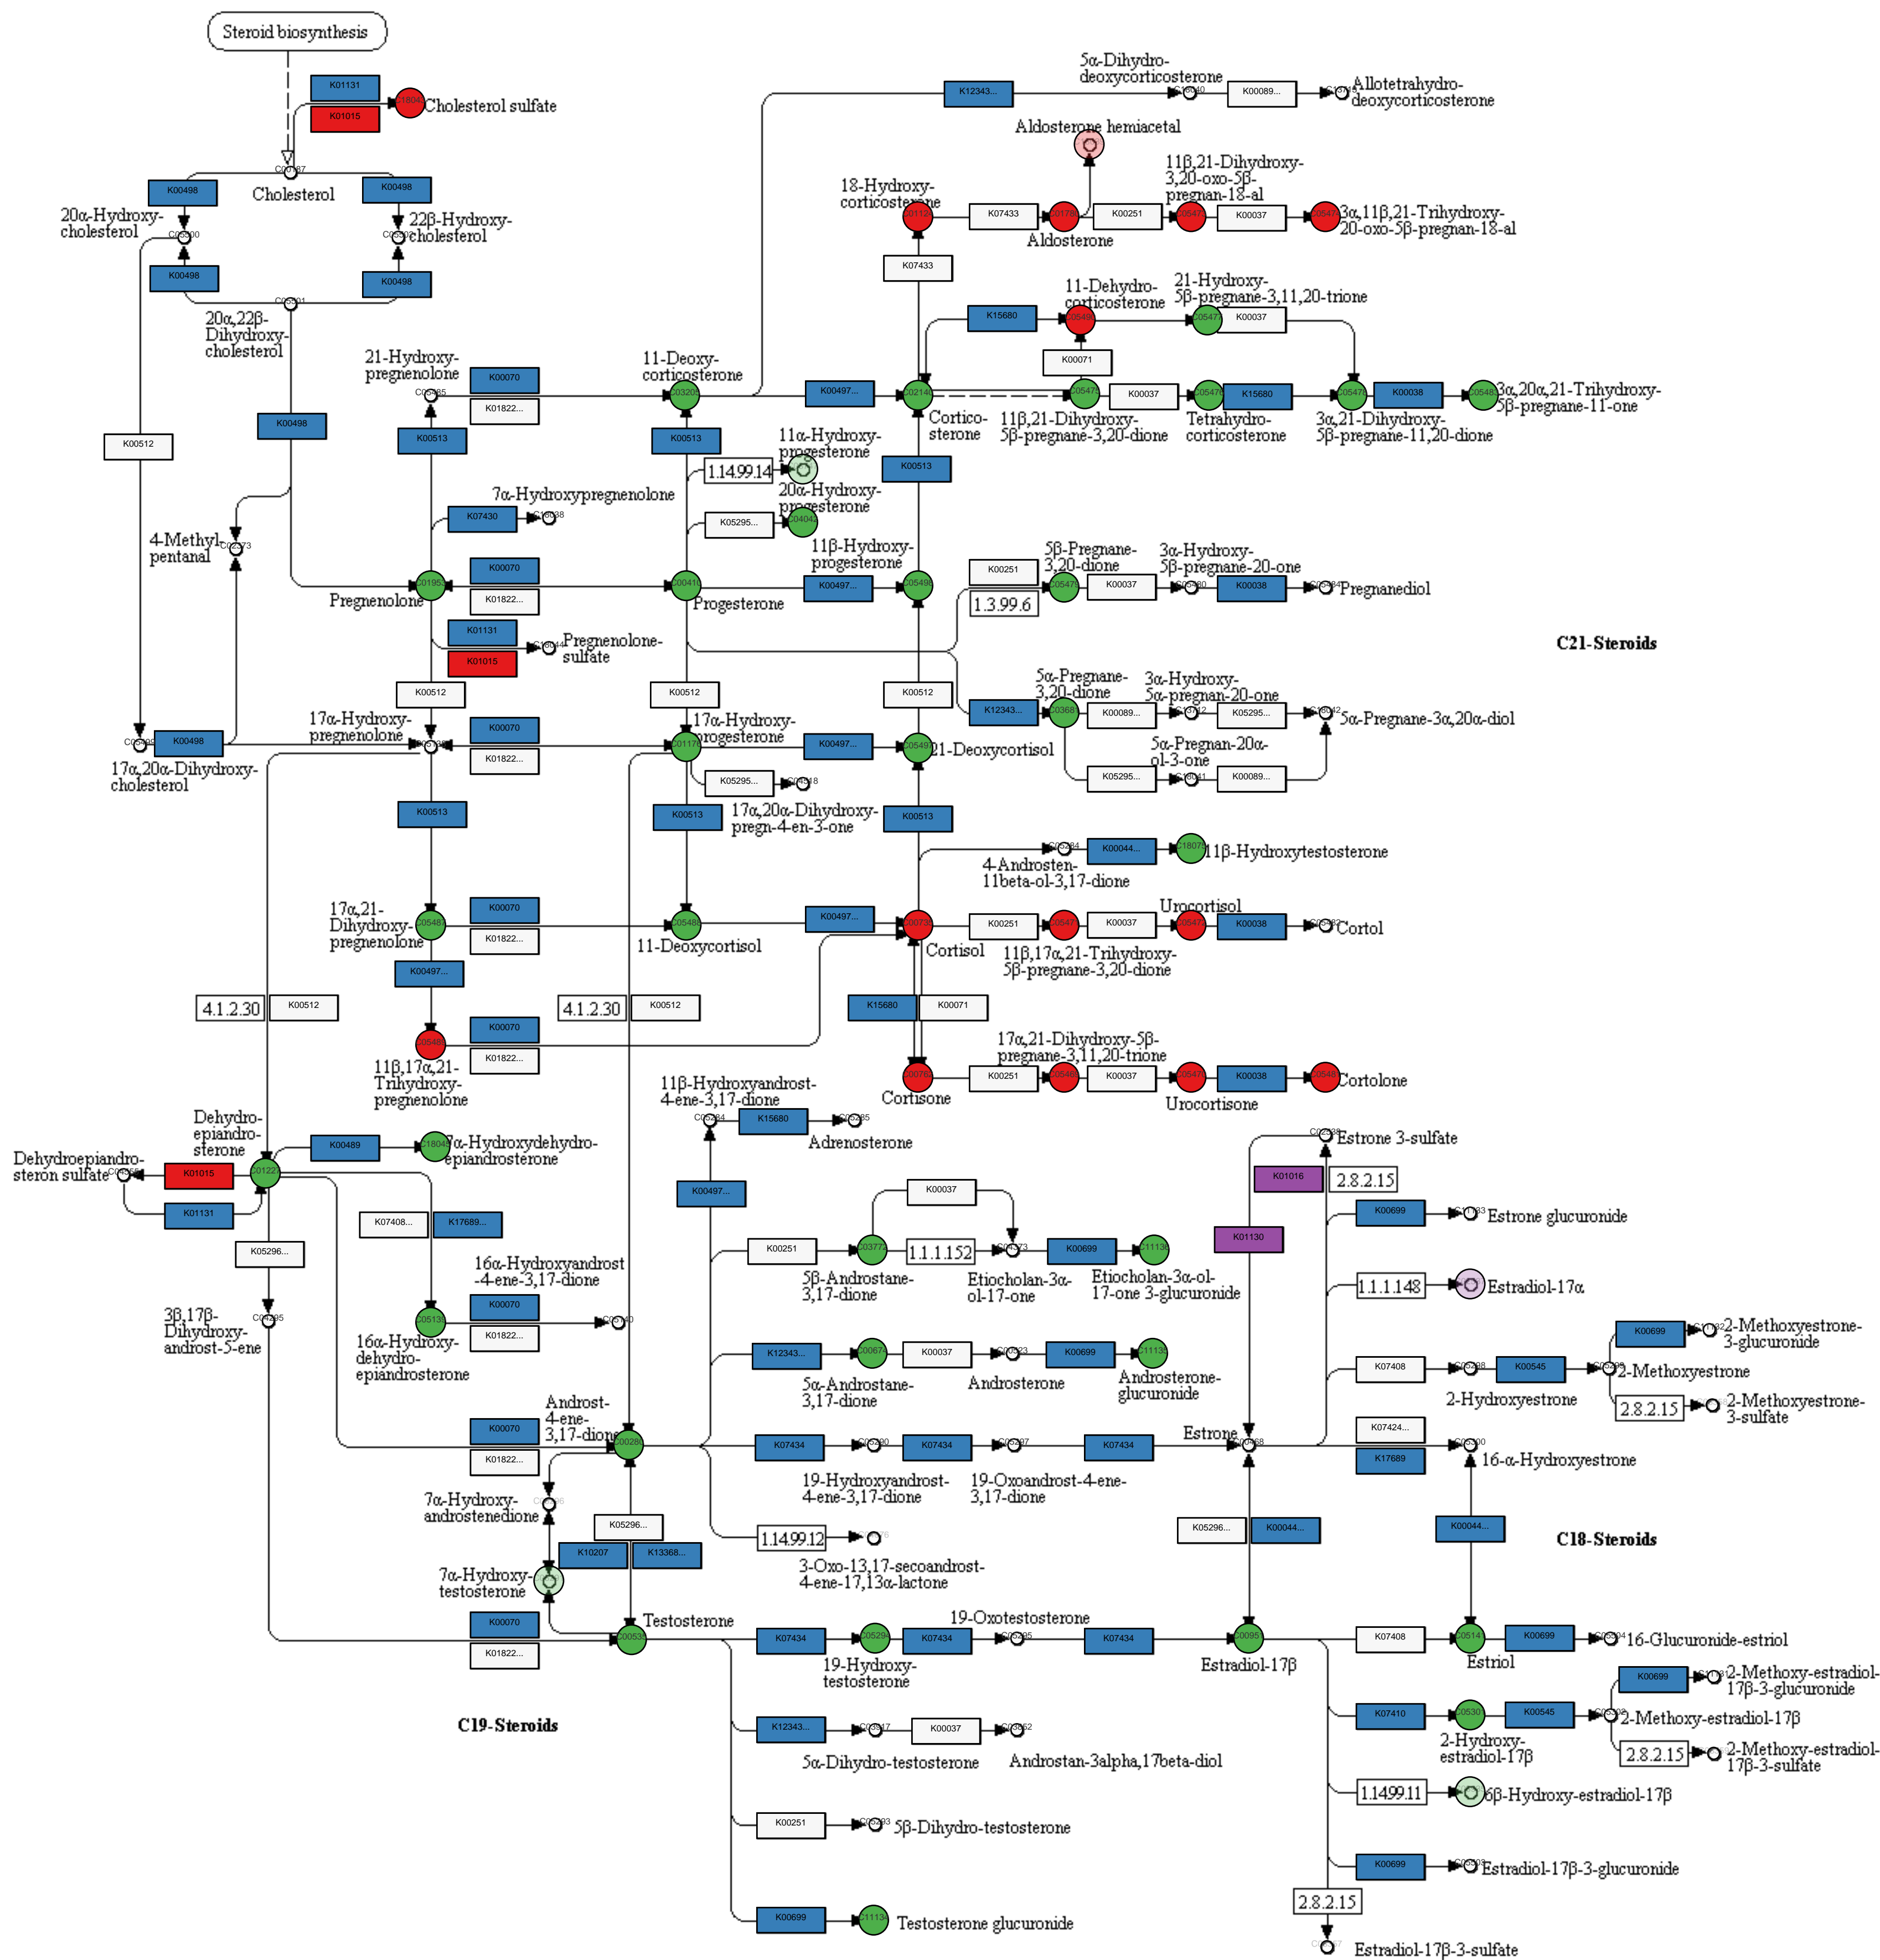 Steroid biosynthesis
K01131
K01015
Cholesterol sulfate
K00498
K00498
Cholesterol
20α-Hydroxy-
cholesterol
22β-Hydroxy-
cholesterol
K00498
K00498
20α,22β-
Dihydroxy-
cholesterol
K00512
K00498
4-Methyl-
pentanal
17α,20α-Dihydroxy-
cholesterol
K00498
5α-Dihydro-
deoxycorticosterone
K12343...
K00089...
Allotetrahydro-
deoxycorticosterone
Aldosterone hemiacetal
18-Hydroxy-
corticosterone
11β,21-Dihydroxy-
3,20-oxo-5β-
pregnan-18-al
K07433
K00251
K00037
3α,11β,21-Trihydroxy-
20-oxo-5β-pregnan-18-al
Aldosterone
K07433
11-Dehydro-
corticosterone
21-Hydroxy-
5β-pregnane-3,11,20-trione
K15680
K00037
K00071
21-Hydroxy-
pregnenolone
K00070
K01822...
11-Deoxy-
corticosterone
K00497...
Cortico-
sterone
K00037
K15680
K00038
3α,20α,21-Trihydroxy-
5β-pregnane-11-one
11β,21-Dihydroxy-
5β-pregnane-3,20-dione
Tetrahydro-
corticosterone
3α,21-Dihydroxy-
5β-pregnane-11,20-dione
K00513
K00513
K00513
11α-Hydroxy-
progesterone
1.14.99.14
7α-Hydroxypregnenolone
K07430
20α-Hydroxy-
progesterone
K05295...
11β-Hydroxy-
progesterone
Pregnenolone
K00070
K01822...
Progesterone
K00497...
K00251
1.3.99.6
5β-Pregnane-
3,20-dione
K00037
3α-Hydroxy-
5β-pregnane-20-one
K00038
Pregnanediol
K01131
K01015
Pregnenolone-
sulfate
C21-Steroids
K00512
K00512
K00512
K12343...
5α-Pregnane-
3,20-dione
K00089...
3α-Hydroxy-
5α-pregnan-20-one
K05295...
5α-Pregnane-3α,20α-diol
K05295...
5α-Pregnan-20α-
ol-3-one
K00089...
17α-Hydroxy-
pregnenolone
K00070
K01822...
17α-Hydroxy-
progesterone
K00497...
21-Deoxycortisol
K05295...
17α,20α-Dihydroxy-
pregn-4-en-3-one
K00513
K00513
K00513
4-Androsten-
11beta-ol-3,17-dione
K00044...
11β-Hydroxytestosterone
17α,21-
Dihydroxy-
pregnenolone
K00070
K01822...
11-Deoxycortisol
K00497...
Cortisol
K00251
K00037
Urocortisol
K00038
Cortol
11β,17α,21-Trihydroxy-
5β-pregnane-3,20-dione
K00497...
4.1.2.30
K00512
4.1.2.30
K00512
K15680
K00071
11β,17α,21-
Trihydroxy-
pregnenolone
K00070
K01822...
Cortisone
K00251
17α,21-Dihydroxy-5β-
pregnane-3,11,20-trione
K00037
Urocortisone
K00038
Cortolone
Dehydro-
epiandro-
sterone
K00489
7α-Hydroxydehydro-
epiandrosterone
Dehydroepiandro-
steron sulfate
K01015
K01131
K05296...
3β,17β-
Dihydroxy-
androst-5-ene
K07408...
K17689...
16α-Hydroxy-
dehydro-
epiandrosterone
16α-Hydroxyandrost
-4-ene-3,17-dione
K00070
K01822...
11β-Hydroxyandrost-
4-ene-3,17-dione
K15680
Adrenosterone
K00497...
K00037
K00251
5β-Androstane-
3,17-dione
1.1.1.152
Etiocholan-3α-
ol-17-one
K00699
Etiocholan-3α-ol-
17-one 3-glucuronide
K12343...
5α-Androstane-
3,17-dione
K00037
Androsterone
K00699
Androsterone-
glucuronide
Androst-
4-ene-
3,17-dione
K00070
K01822...
K07434
19-Hydroxyandrost-
4-ene-3,17-dione
K07434
19-Oxoandrost-4-ene-
3,17-dione
K07434
Estrone
7α-Hydroxy-
androstenedione
K05296...
K10207
K13368...
7α-Hydroxy-
testosterone
1.14.99.12
3-Oxo-13,17-secoandrost-
4-ene-17,13α-lactone
Estrone 3-sulfate
K01016
2.8.2.15
K01130
K00699
Estrone glucuronide
1.1.1.148
Estradiol-17α
K07408
2-Hydroxyestrone
K00545
K00699
2-Methoxyestrone-
3-glucuronide
2-Methoxyestrone
2.8.2.15
2-Methoxyestrone-
3-sulfate
K07424...
K17689
16-α-Hydroxyestrone
K05296...
K00044...
K00044...
C18-Steroids
K00070
K01822...
Testosterone
K07434
19-Hydroxy-
testosterone
K07434
19-Oxotestosterone
K07434
Estradiol-17β
K07408
Estriol
K00699
16-Glucuronide-estriol
C19-Steroids
K12343...
5α-Dihydro-testosterone
K00037
Androstan-3alpha,17beta-diol
K00251
5β-Dihydro-testosterone
K00699
Testosterone glucuronide
K07410
2-Hydroxy-
estradiol-17β
K00545
K00699
2-Methoxy-estradiol-
17β-3-glucuronide
2-Methoxy-estradiol-17β
2.8.2.15
2-Methoxy-estradiol-
17β-3-sulfate
1.14.99.11
6β-Hydroxy-estradiol-17β
K00699
Estradiol-17β-3-glucuronide
2.8.2.15
Estradiol-17β-3-sulfate